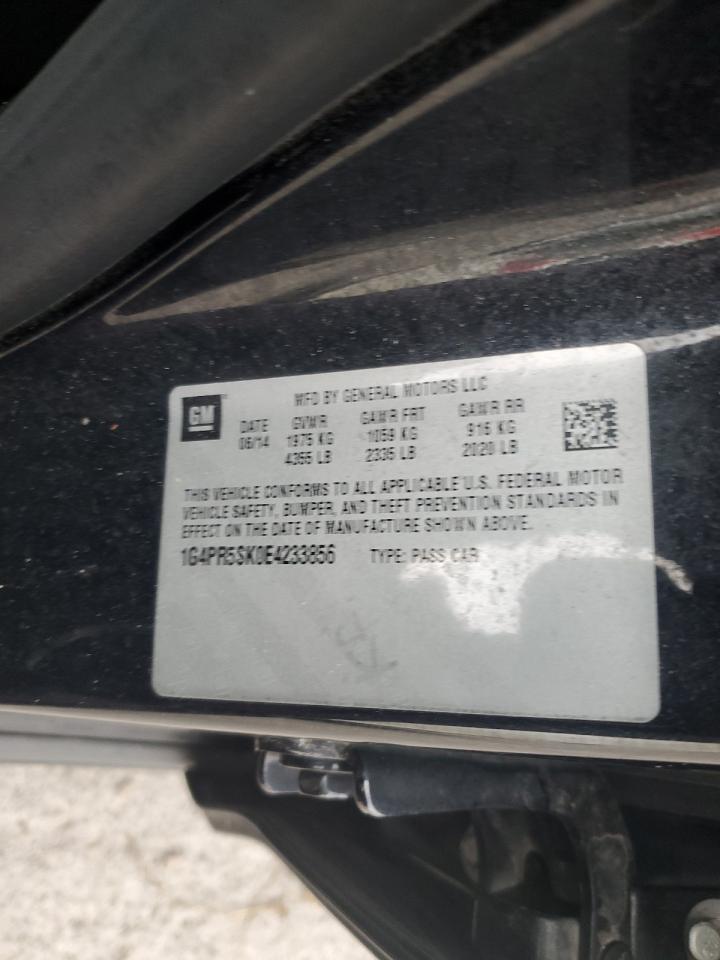 GM
MFD BY GENERAL MOTORS LLC
DATE GVWR GAWR FRT GAWR RR
06/14 1975 KG 1059 KG 916 KG
4355 LB 2335 LB 2020 LB
THIS VEHICLE CONFORMS TO ALL APPLICABLE U.S. FEDERAL MOTOR
VEHICLE SAFETY, BUMPER, AND THEFT PREVENTION STANDARDS IN
EFFECT ON THE DATE OF MANUFACTURE SHOWN ABOVE.
1G4PR5SK0E4233856 TYPE: PASS CAR